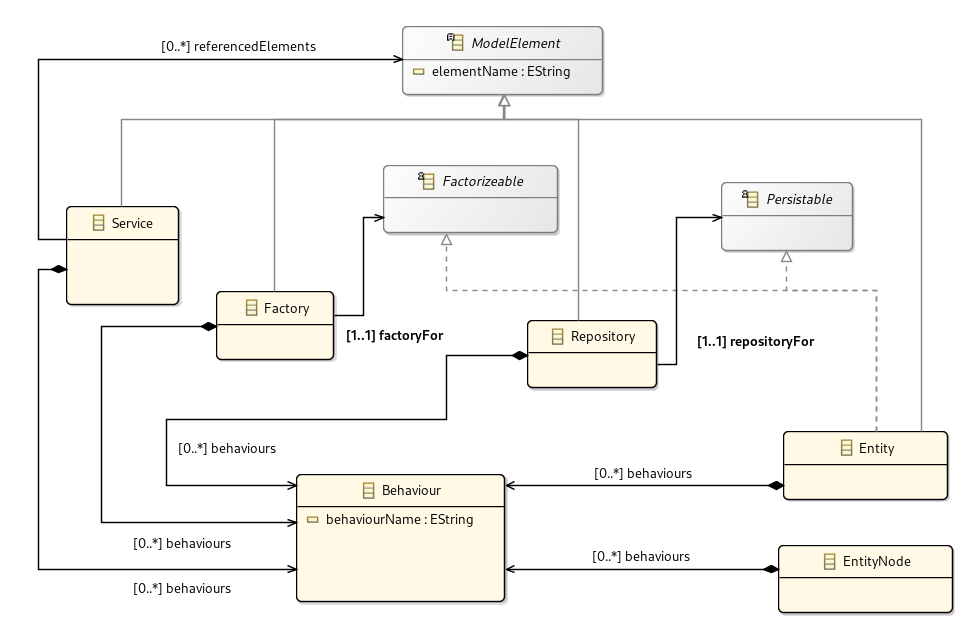 ModelElement
[0..*] referencedElements
elementName : EString
Factorizeable
Persistable
Service
Factory
[1..1] factoryFor
Repository
[1..1] repositoryFor
[0..*] behaviours
Entity
[0..*] behaviours
Behaviour
behaviourName : EString
[0..*] behaviours
[0..*] behaviours
EntityNode
[0..*] behaviours